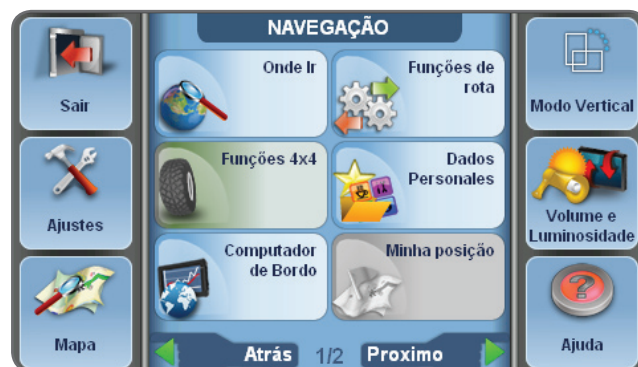 NAVEGAÇÃO
Sair
Ajustes
Mapa
Onde Ir
Funções de
rota
Funções 4x4
Dados
Personales
Computador
de Bordo
Minha posição
Atrás 1/2 Proximo
Modo Vertical
Volume e
Luminosidade
Ajuda